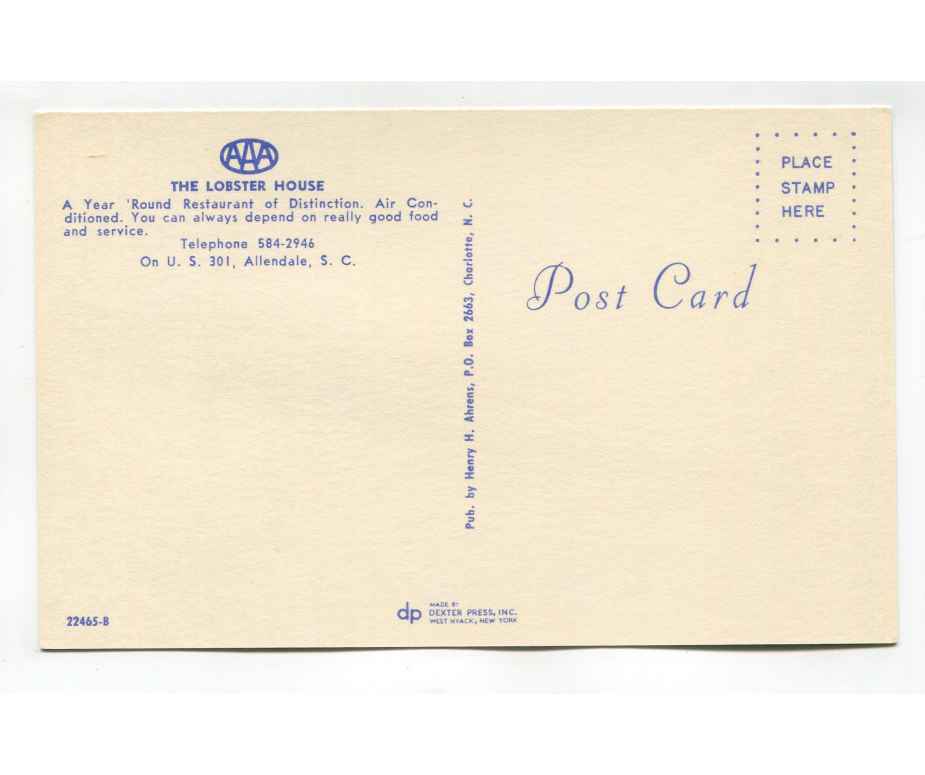 AAA
THE LOBSTER HOUSE
A Year 'Round Restaurant of Distinction. Air Con-
ditioned. You can always depend on really good food
and service.
Telephone 584-2946
On U. S. 301, Allendale, S. C.
22465-B
Pub. by Henry H. Ahrens, P.O. Box 2663, Charlotte, N. C.
dp
MADE BY
DEXTER PRESS, INC.
WEST NYACK, NEW YORK
PLACE
STAMP
HERE
Post Card